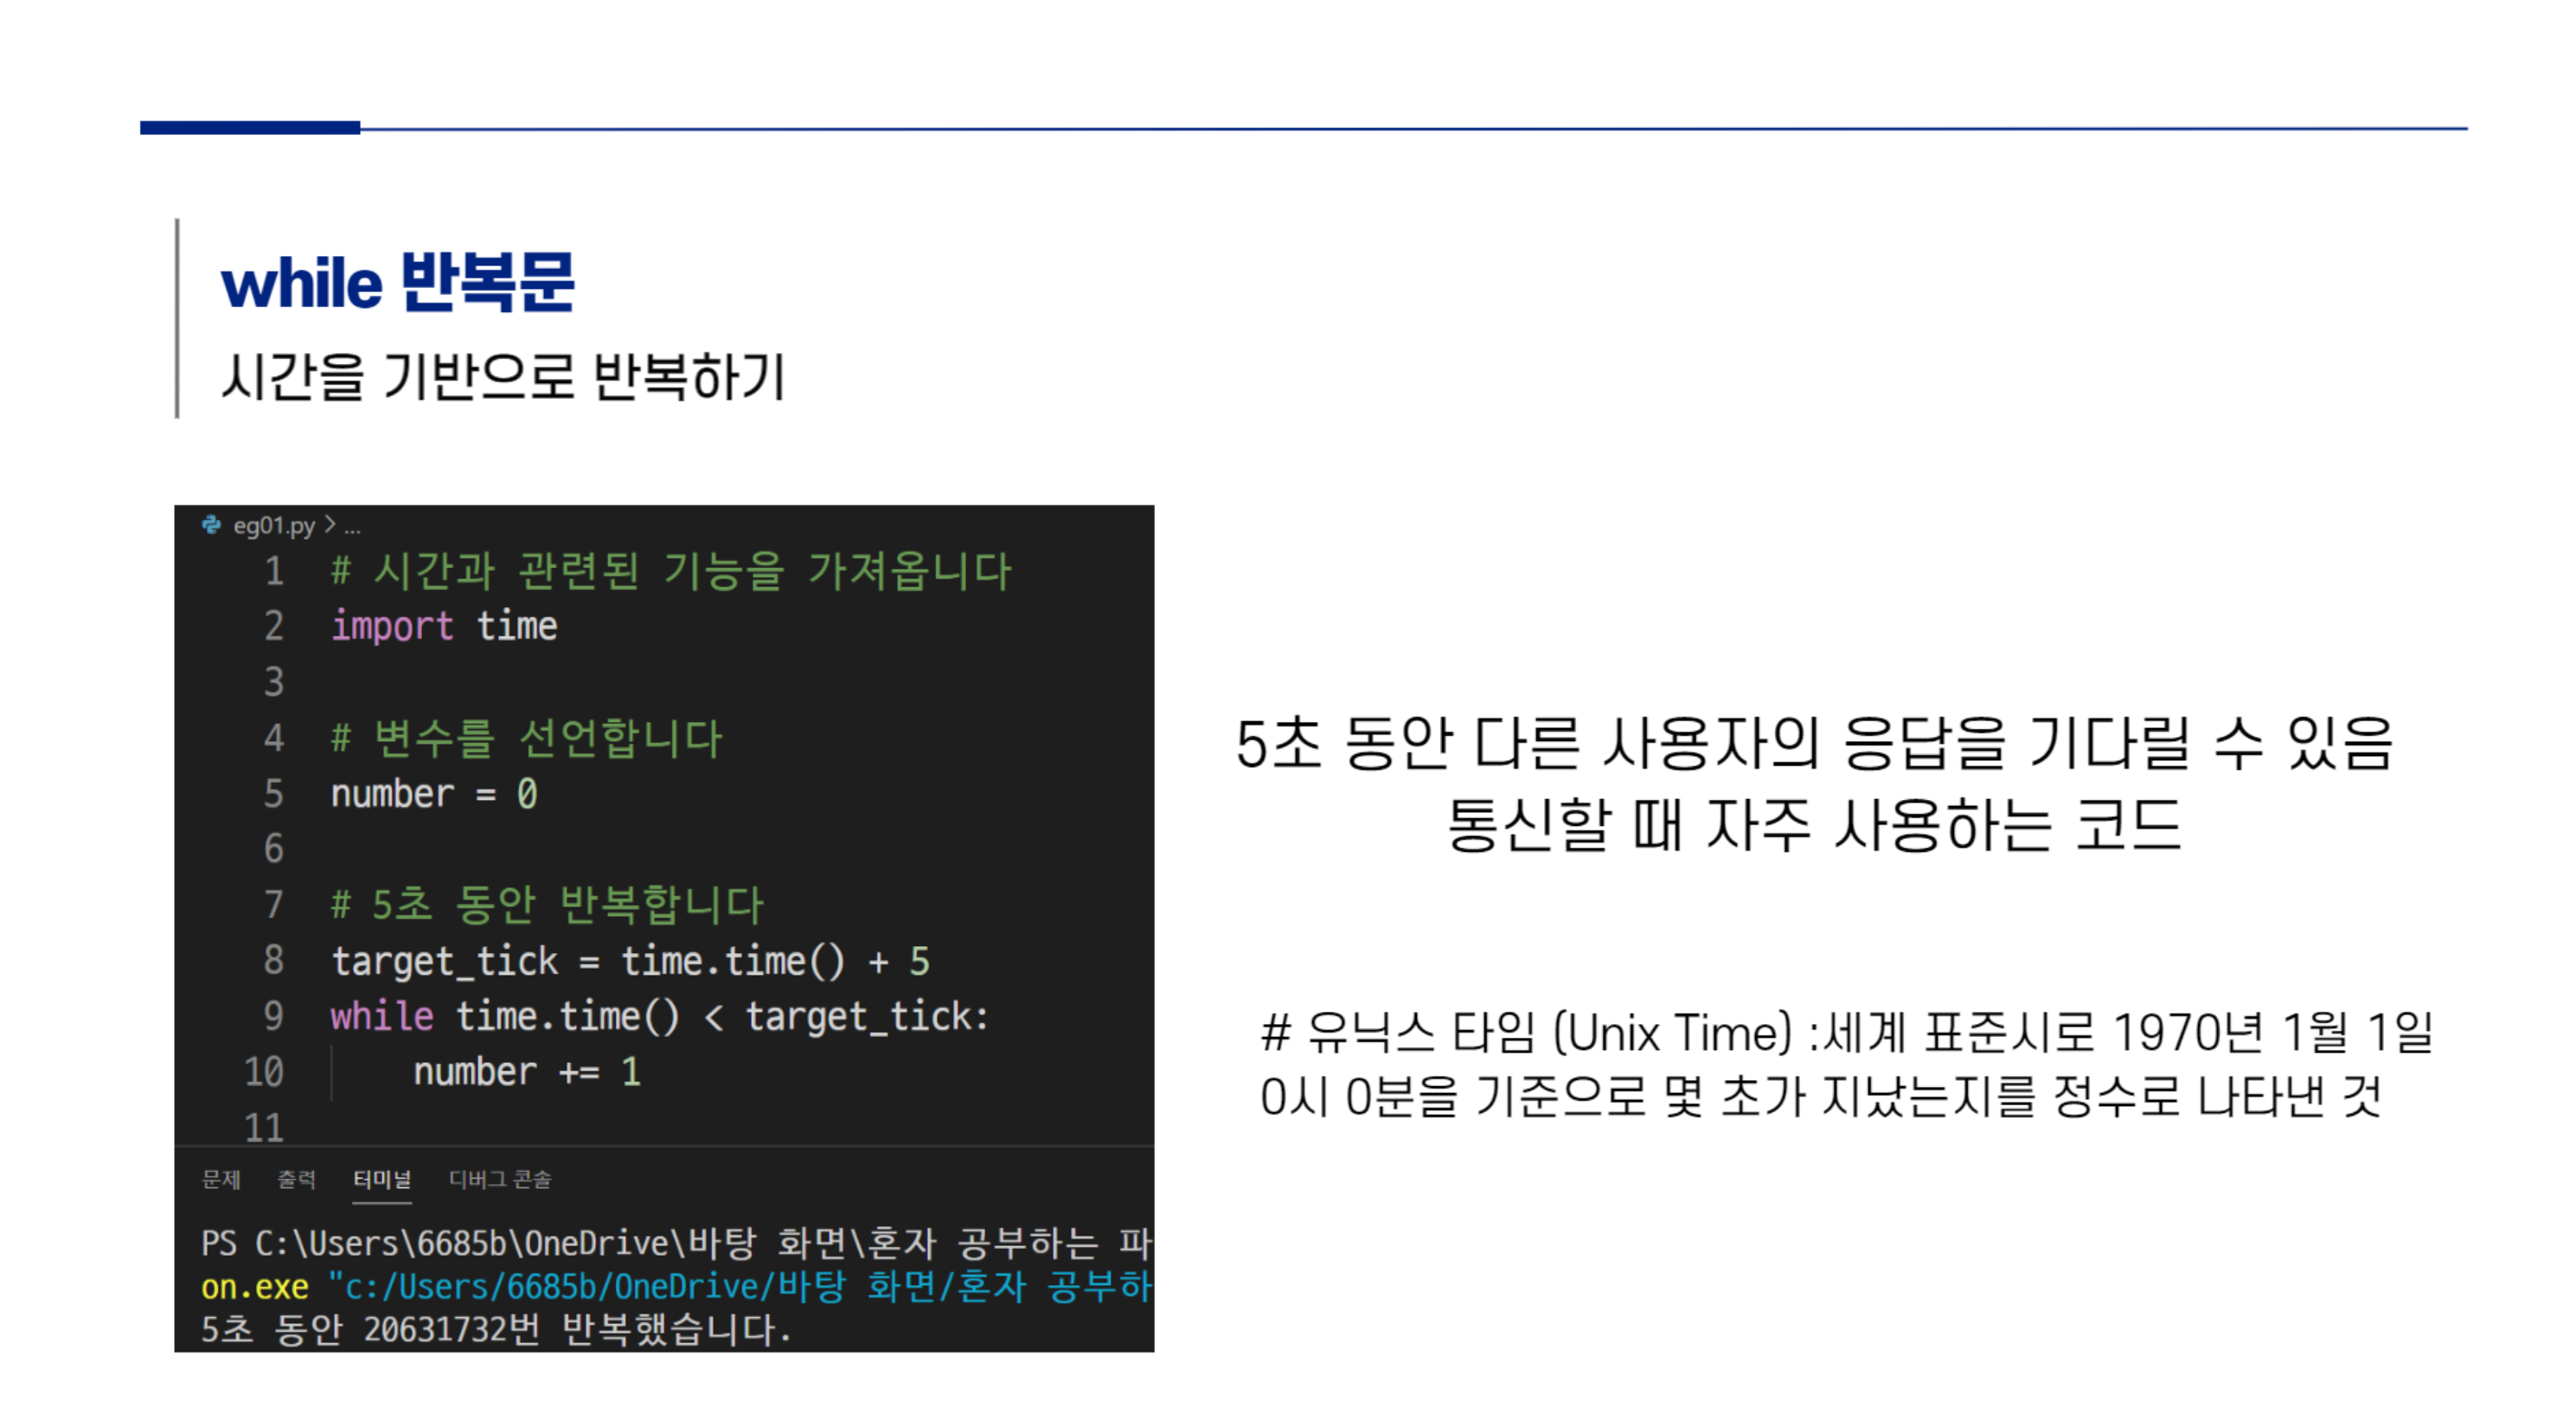 while 반복문
시간을 기반으로 반복하기
eg01.py > ...
1 # 시간과 관련된 기능을 가져옵니다
2 import time
3
4 # 변수를 선언합니다
5 number = 0
6
7 # 5초 동안 반복합니다
8 target_tick = time.time() + 5
9 while time.time() < target_tick:
10 number += 1
11
문제 출력 터미널 디버그 콘솔
PS C:\Users\6685b\OneDrive\바탕 화면\혼자 공부하는 파
on.exe "c:/Users/6685b/OneDrive/바탕 화면/혼자 공부하
5초 동안 20631732번 반복했습니다.
5초 동안 다른 사용자의 응답을 기다릴 수 있음
통신할 때 자주 사용하는 코드
# 유닉스 타임 (Unix Time) :세계 표준시로 1970년 1월 1일
0시 0분을 기준으로 몇 초가 지났는지를 정수로 나타낸 것